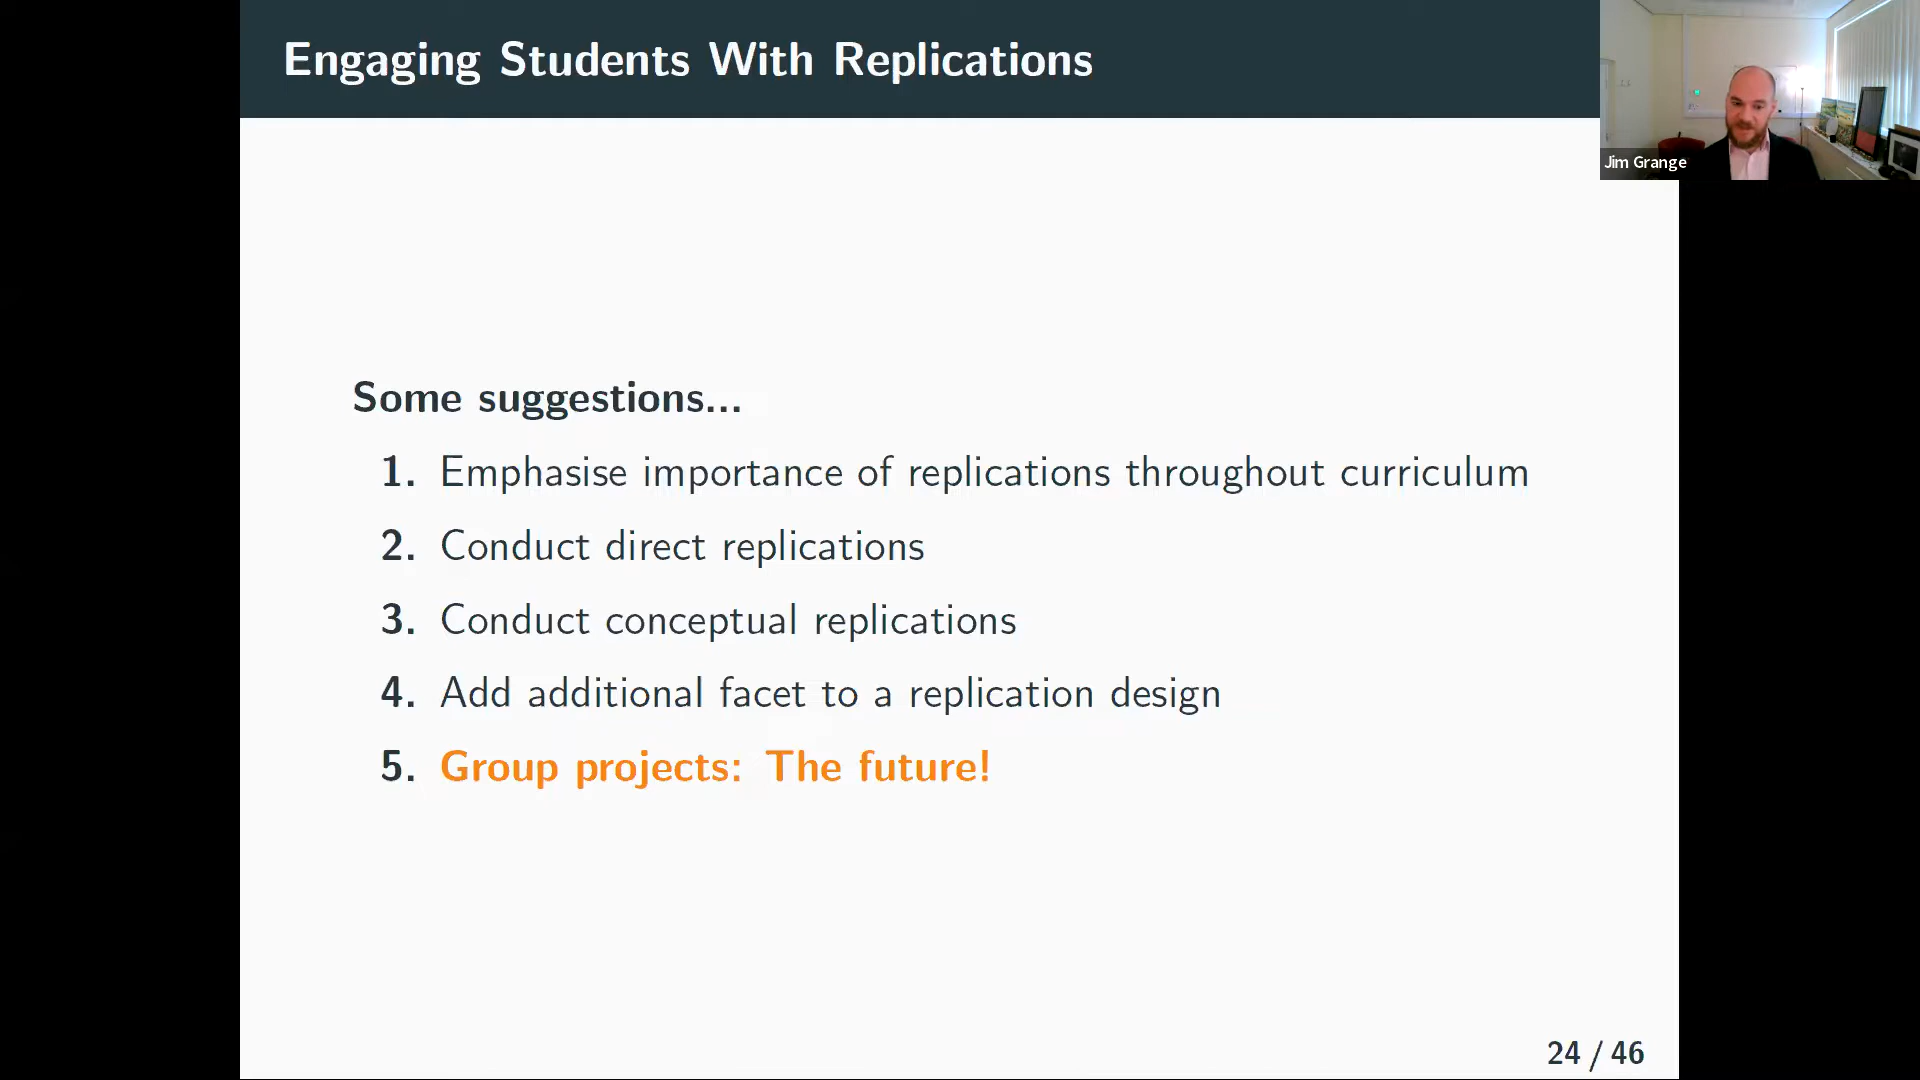 Engaging Students With Replications
Jim Grange
Some suggestions...
1. Emphasise importance of replications throughout curriculum
2. Conduct direct replications
3. Conduct conceptual replications
4. Add additional facet to a replication design
5. Group projects: The future!
24 / 46